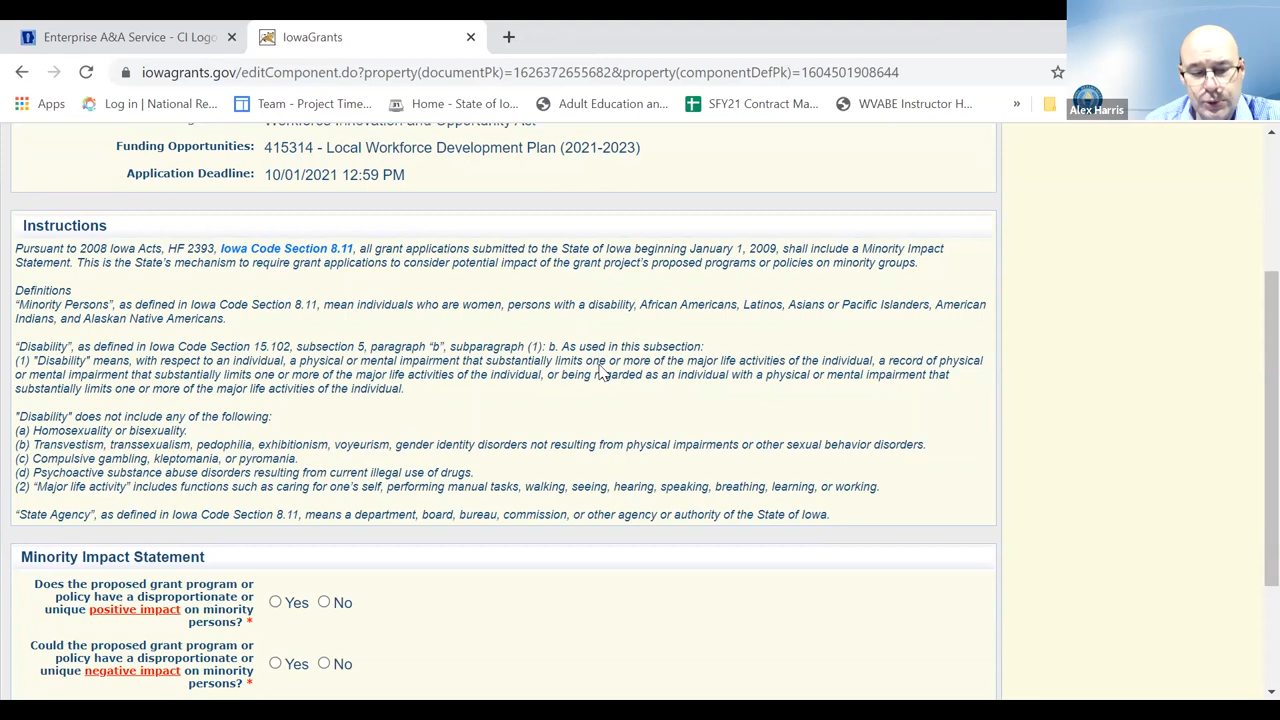 Enterprise A&A Service - CI Logo
IowaGrants
iowagrants.gov/editComponent.do?property(documentPk)=1626372655682&property(componentDefPk)=1604501908644
Apps
Log in | National Re...
Team - Project Time...
Home - State of Io...
Adult Education an...
SFY21 Contract Ma...
WVABE Instructor H...
»
Alex Harris
Workforce Innovation and Opportunity Act
Funding Opportunities: 415314 - Local Workforce Development Plan (2021-2023)
Application Deadline: 10/01/2021 12:59 PM
Instructions
Pursuant to 2008 Iowa Acts, HF 2393, Iowa Code Section 8.11, all grant applications submitted to the State of Iowa beginning January 1, 2009, shall include a Minority Impact
Statement. This is the State's mechanism to require grant applications to consider potential impact of the grant project's proposed programs or policies on minority groups.
Definitions
“Minority Persons”, as defined in Iowa Code Section 8.11, mean individuals who are women, persons with a disability, African Americans, Latinos, Asians or Pacific Islanders, American
Indians, and Alaskan Native Americans.
“Disability”, as defined in Iowa Code Section 15.102, subsection 5, paragraph “b”, subparagraph (1): b. As used in this subsection:
(1) "Disability" means, with respect to an individual, a physical or mental impairment that substantially limits one or more of the major life activities of the individual, a record of physical
or mental impairment that substantially limits one or more of the major life activities of the individual, or being regarded as an individual with a physical or mental impairment that
substantially limits one or more of the major life activities of the individual.
"Disability" does not include any of the following:
(a) Homosexuality or bisexuality.
(b) Transvestism, transsexualism, pedophilia, exhibitionism, voyeurism, gender identity disorders not resulting from physical impairments or other sexual behavior disorders.
(c) Compulsive gambling, kleptomania, or pyromania.
(d) Psychoactive substance abuse disorders resulting from current illegal use of drugs.
(2) “Major life activity” includes functions such as caring for one's self, performing manual tasks, walking, seeing, hearing, speaking, breathing, learning, or working.
“State Agency”, as defined in Iowa Code Section 8.11, means a department, board, bureau, commission, or other agency or authority of the State of Iowa.
Minority Impact Statement
Does the proposed grant program or
policy have a disproportionate or
unique positive impact on minority
persons? *
Yes No
Could the proposed grant program or
policy have a disproportionate or
unique negative impact on minority
persons? *
Yes No